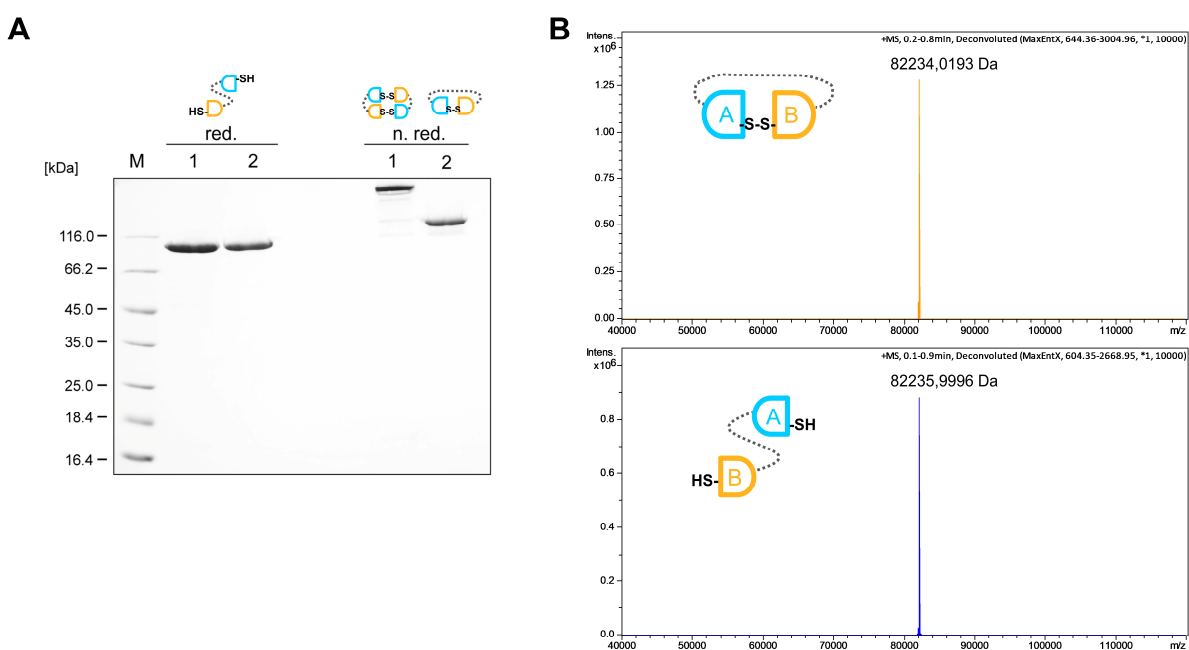 A
-SH
HS-
S-S
S-S
S-S
red.
n. red.
[kDa]
M
1
2
1
2
116.0
66.2
45.0
35.0
25.0
18.4
16.4
B
Intens.
x10⁶
+MS, 0.2-0.8min, Deconvoluted (MaxEntX, 644.36-3004.96, *1, 10000)
82234,0193 Da
A
-S-S-
B
1.25
1.00
0.75
0.50
0.25
0.00
40000
50000
60000
70000
80000
90000
100000
110000
m/z
Intens.
x10⁶
+MS, 0.1-0.9min, Deconvoluted (MaxEntX, 604.35-2668.95, *1, 10000)
82235,9996 Da
A
-SH
HS-
B
0.8
0.6
0.4
0.2
0.0
40000
50000
60000
70000
80000
90000
100000
110000
m/z